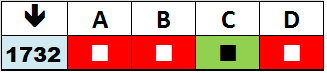 🡻 A B C D
1732 ■ ■ ■ ■